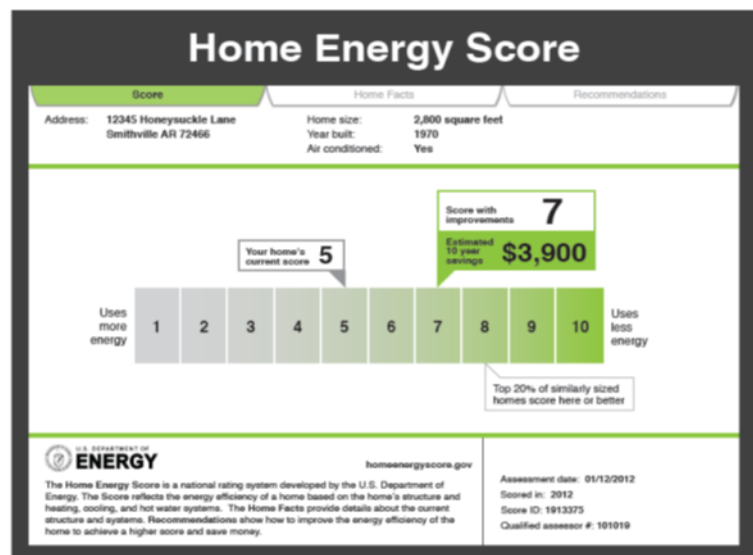 Home Energy Score
Score Home Facts Recommendations
Address: 12345 Honeysuckle Lane Home size: 2,800 square feet
Smithville AR 72466 Year built: 1970
Air conditioned: Yes
Score with improvements 7
Your home's current score 5
Estimated 10 year savings $3,900
Uses more energy 1 2 3 4 5 6 7 8 9 10 Uses less energy
Top 20% of similarly sized
homes score here or better
U.S. DEPARTMENT OF
ENERGY
homeenergyscore.gov
The Home Energy Score is a national rating system developed by the U.S. Department of
Energy. The Score reflects the energy efficiency of a home based on the home's structure and
heating, cooling, and hot water systems. The Home Facts provide details about the current
structure and systems. Recommendations show how to improve the energy efficiency of the
home to achieve a higher score and save money.
Assessment date: 01/12/2012
Scored in: 2012
Score ID: 1913375
Qualified assessor #: 101019